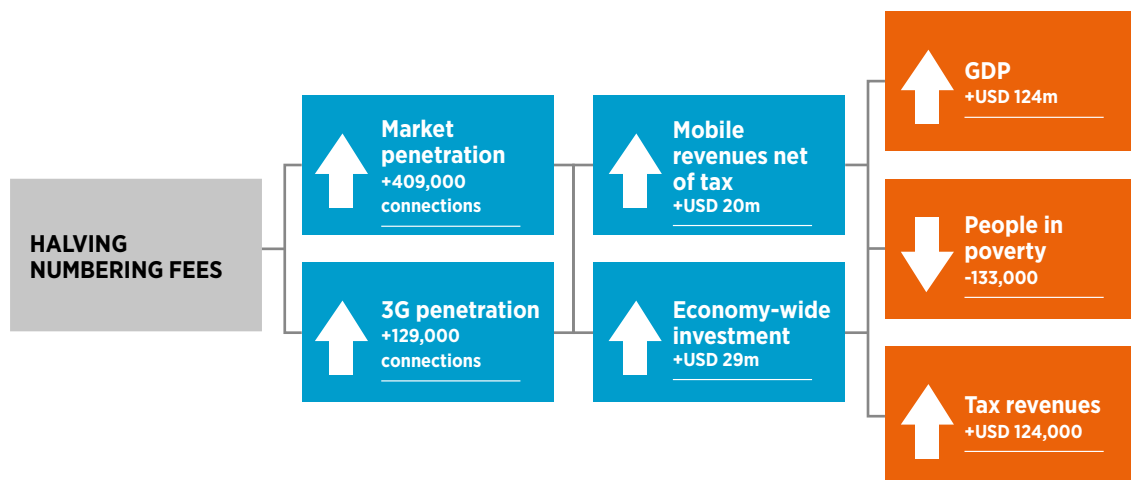 HALVING
NUMBERING FEES
Market
penetration
+409,000
connections
3G penetration
+129,000
connections
Mobile
revenues net
of tax
+USD 20m
Economy-wide
investment
+USD 29m
GDP
+USD 124m
People in
poverty
-133,000
Tax revenues
+USD 124,000